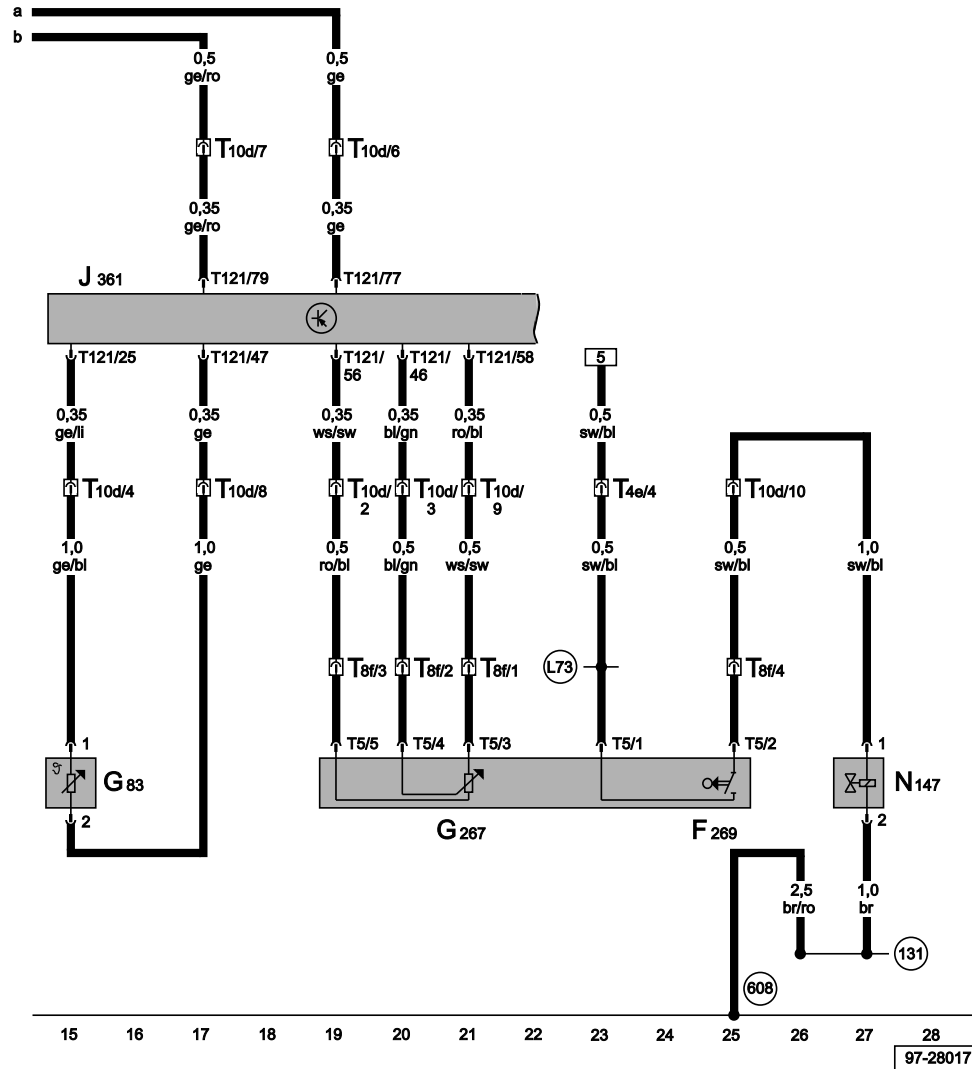 a
b
0,5
ge/ro
0,5
ge
T10d/7
T10d/6
0,35
ge/ro
0,35
ge
J 361
T121/79
T121/77
T121/25
T121/47
T121/
56
T121/
46
T121/58
5
0,35
ge/li
0,35
ge
0,35
ws/sw
0,35
bl/gn
0,35
ro/bl
0,5
sw/bl
T10d/4
T10d/8
T10d/
2
T10d/
3
T10d/
9
T4e/4
T10d/10
1,0
ge/bl
1,0
ge
0,5
ro/bl
0,5
bl/gn
0,5
ws/sw
0,5
sw/bl
0,5
sw/bl
1,0
sw/bl
T8f/3
T8f/2
T8f/1
L73
T8f/4
1
T5/5
T5/4
T5/3
T5/1
T5/2
1
ϑ
G 83
N 147
2
G 267
F 269
2
2,5
br/ro
1,0
br
131
608
15 16 17 18 19 20 21 22 23 24 25 26 27 28
97-28017